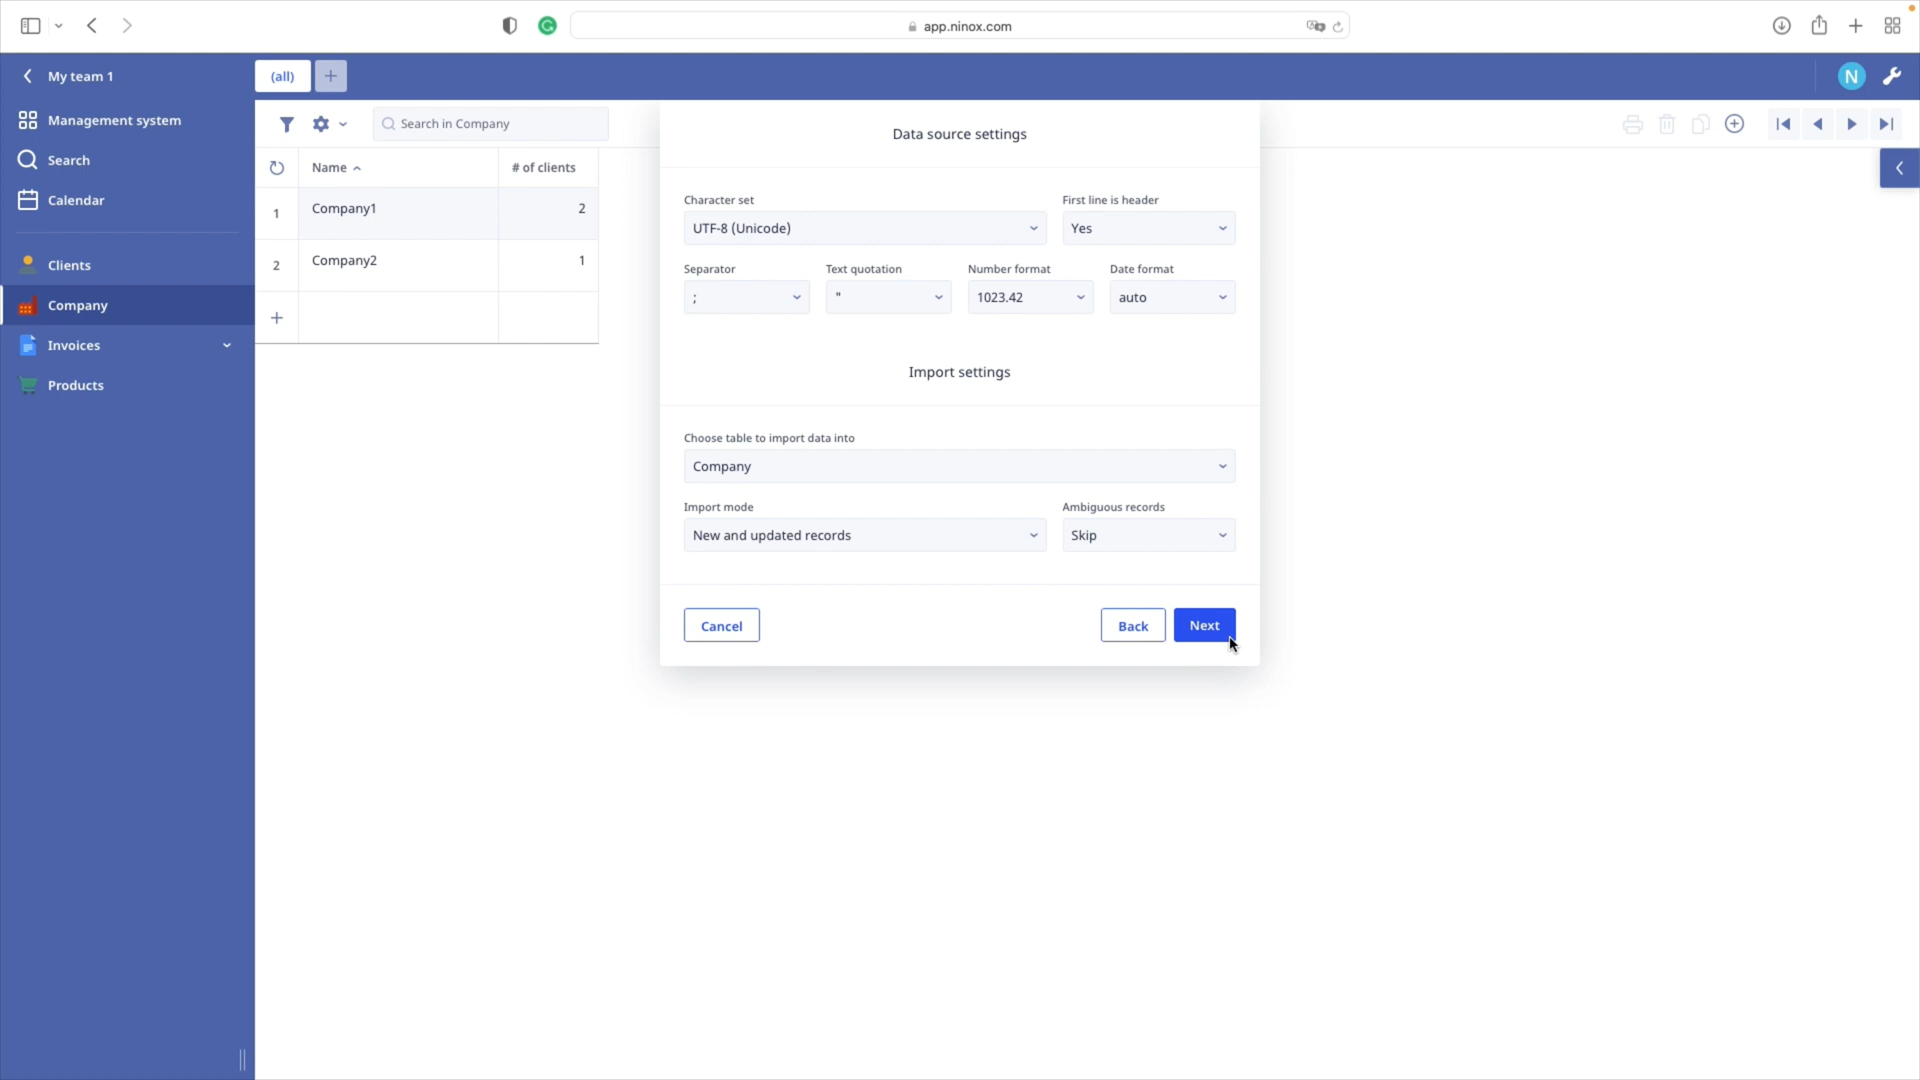 app.ninox.com
My team 1
(all)
N
Management system
Search
Calendar
Clients
Company
Invoices
Products
Search in Company
Name
# of clients
1
Company1
2
2
Company2
1
Data source settings
Character set
First line is header
UTF-8 (Unicode)
Yes
Separator
Text quotation
Number format
Date format
;
"
1023.42
auto
Import settings
Choose table to import data into
Company
Import mode
Ambiguous records
New and updated records
Skip
Cancel
Back
Next